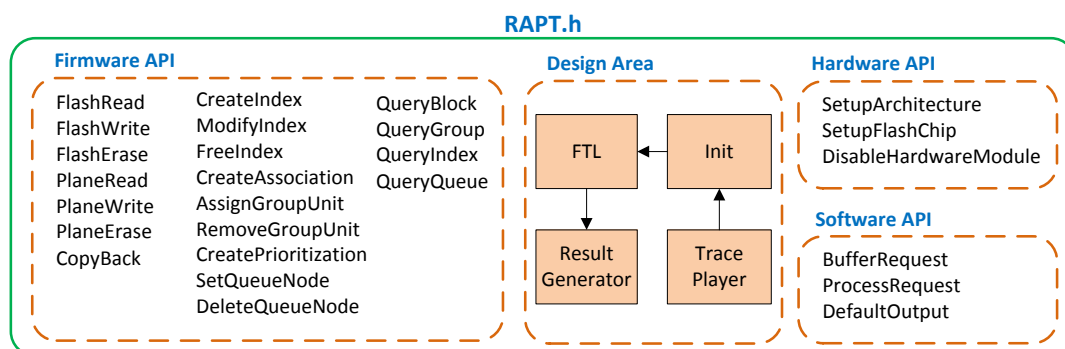 RAPT.h
Firmware API
FlashRead
FlashWrite
FlashErase
PlaneRead
PlaneWrite
PlaneErase
CopyBack
CreateIndex
ModifyIndex
FreeIndex
CreateAssociation
AssignGroupUnit
RemoveGroupUnit
CreatePrioritization
SetQueueNode
DeleteQueueNode
QueryBlock
QueryGroup
QueryIndex
QueryQueue
Design Area
FTL
Init
Result
Generator
Trace
Player
Hardware API
SetupArchitecture
SetupFlashChip
DisableHardwareModule
Software API
BufferRequest
ProcessRequest
DefaultOutput